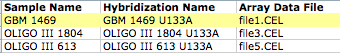 Sample Name Hybridization Name Array Data File
GBM 1469 GBM 1469 U133A file1.CEL
OLIGO III 1804 OLIGO III 1804 U133A file3.CEL
OLIGO III 613 OLIGO III 613 U133A file5.CEL